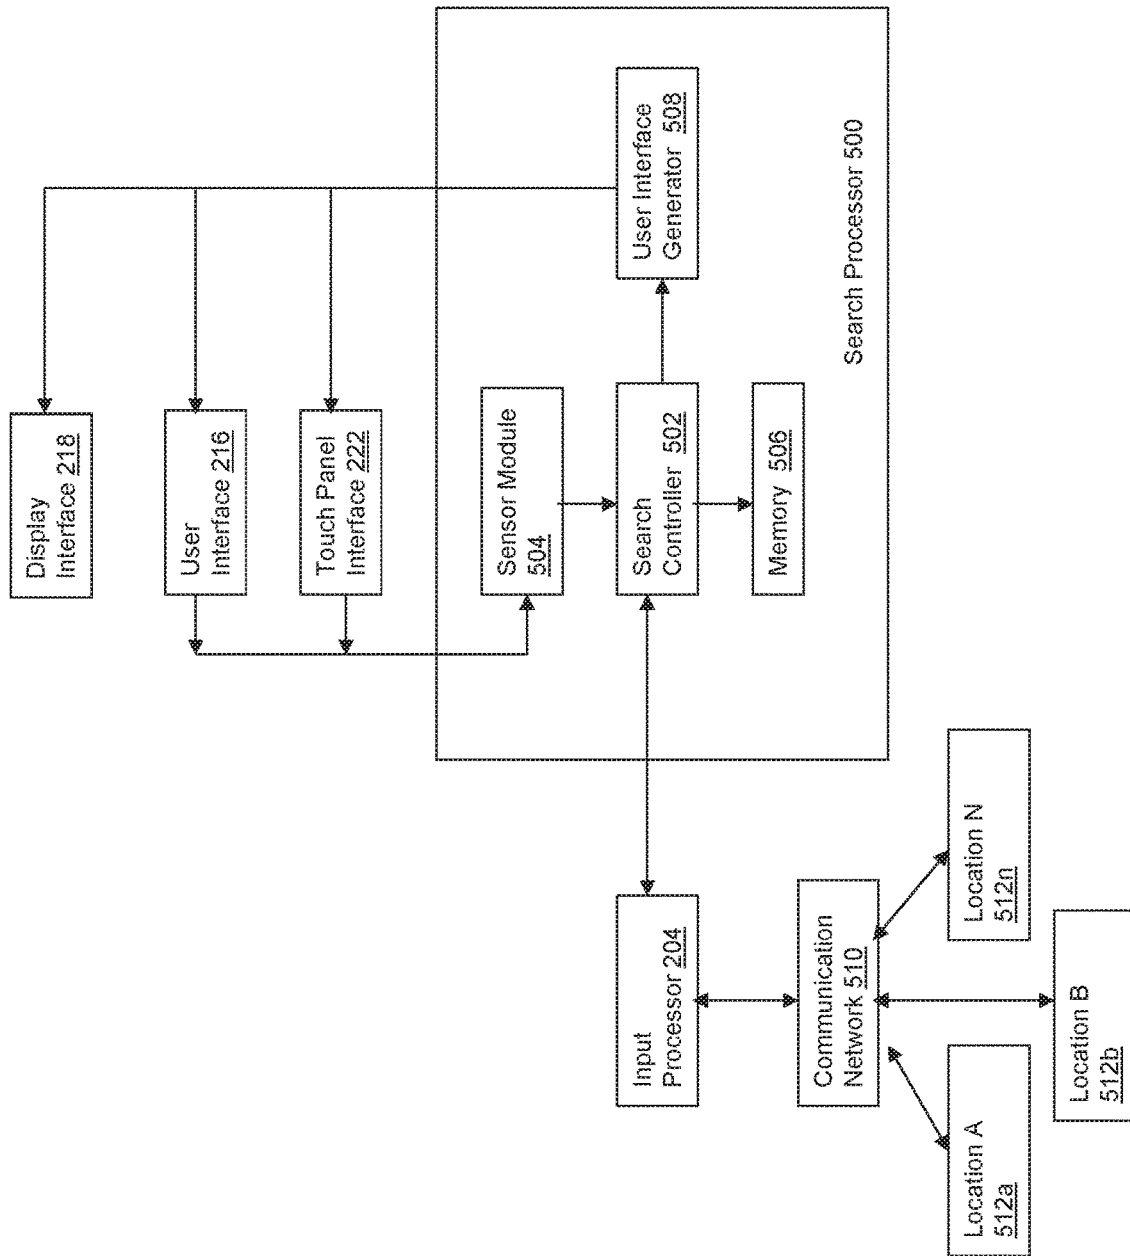 Display
Interface 218
User
Interface 216
Touch Panel
Interface 222
Sensor Module
504
Search
Controller 502
Memory 506
User Interface
Generator 508
Search Processor 500
Input
Processor 204
Communication
Network 510
Location A
512a
Location B
512b
Location N
512n